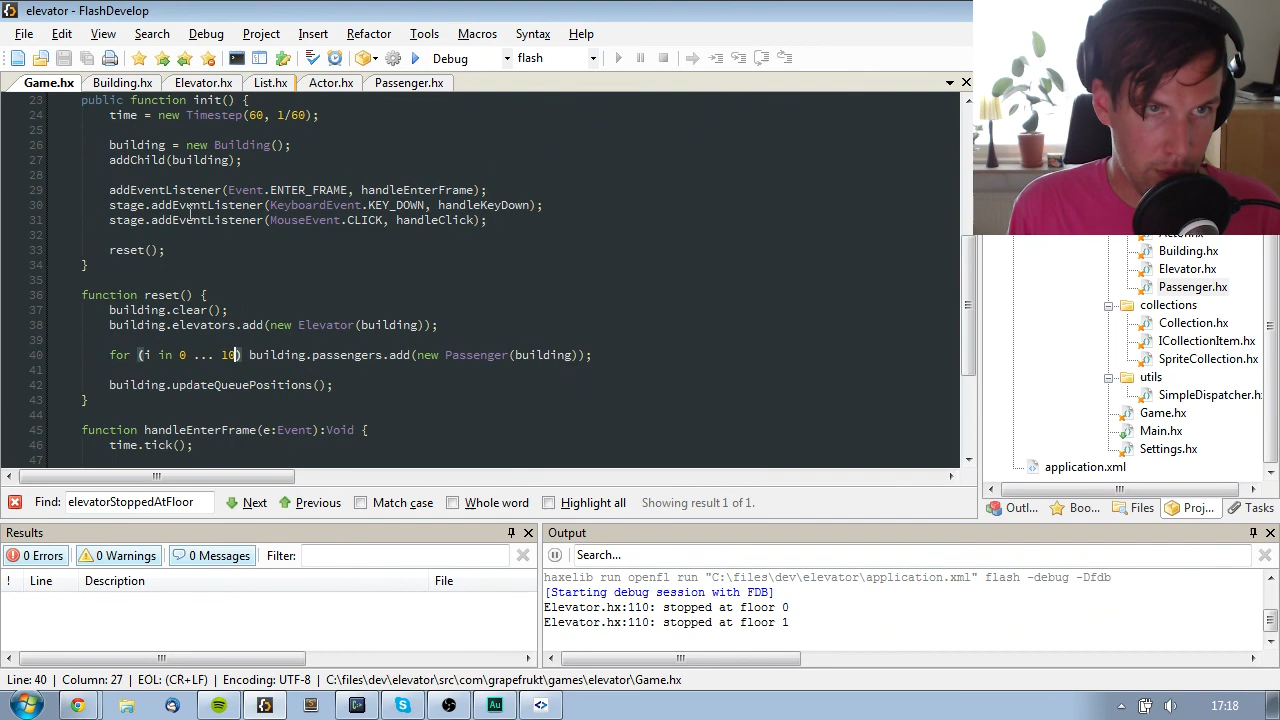 elevator - FlashDevelop
File Edit View Search Debug Project Insert Refactor Tools Macros Syntax Help
Debug flash
Game.hx Building.hx Elevator.hx List.hx Actor.hx Passenger.hx
23 public function init() {
24 time = new Timestep(60, 1/60);
25
26 building = new Building();
27 addChild(building);
28
29 addEventListener(Event.ENTER_FRAME, handleEnterFrame);
30 stage.addEventListener(KeyboardEvent.KEY_DOWN, handleKeyDown);
31 stage.addEventListener(MouseEvent.CLICK, handleClick);
32
33 reset();
34 }
35
36 function reset() {
37 building.clear();
38 building.elevators.add(new Elevator(building));
39
40 for (i in 0 ... 10) building.passengers.add(new Passenger(building));
41
42 building.updateQueuePositions();
43 }
44
45 function handleEnterFrame(e:Event):Void {
46 time.tick();
47
Building.hx
Elevator.hx
Passenger.hx
collections
Collection.hx
ICollectionItem.hx
SpriteCollection.hx
utils
SimpleDispatcher.hx
Game.hx
Main.hx
Settings.hx
application.xml
Outl... Boo... Files Proj... Tasks
Find: elevatorStoppedAtFloor Next Previous Match case Whole word Highlight all Showing result 1 of 1.
Results
0 Errors 0 Warnings 0 Messages Filter:
! Line Description File
Output
Search...
haxelib run openfl run "C:\files\dev\elevator\application.xml" flash -debug -Dfdb
[Starting debug session with FDB]
Elevator.hx:110: stopped at floor 0
Elevator.hx:110: stopped at floor 1
Line: 40 Column: 27 EOL: (CR+LF) Encoding: UTF-8 C:\files\dev\elevator\src\com\grapefrukt\games\elevator\Game.hx
17:18